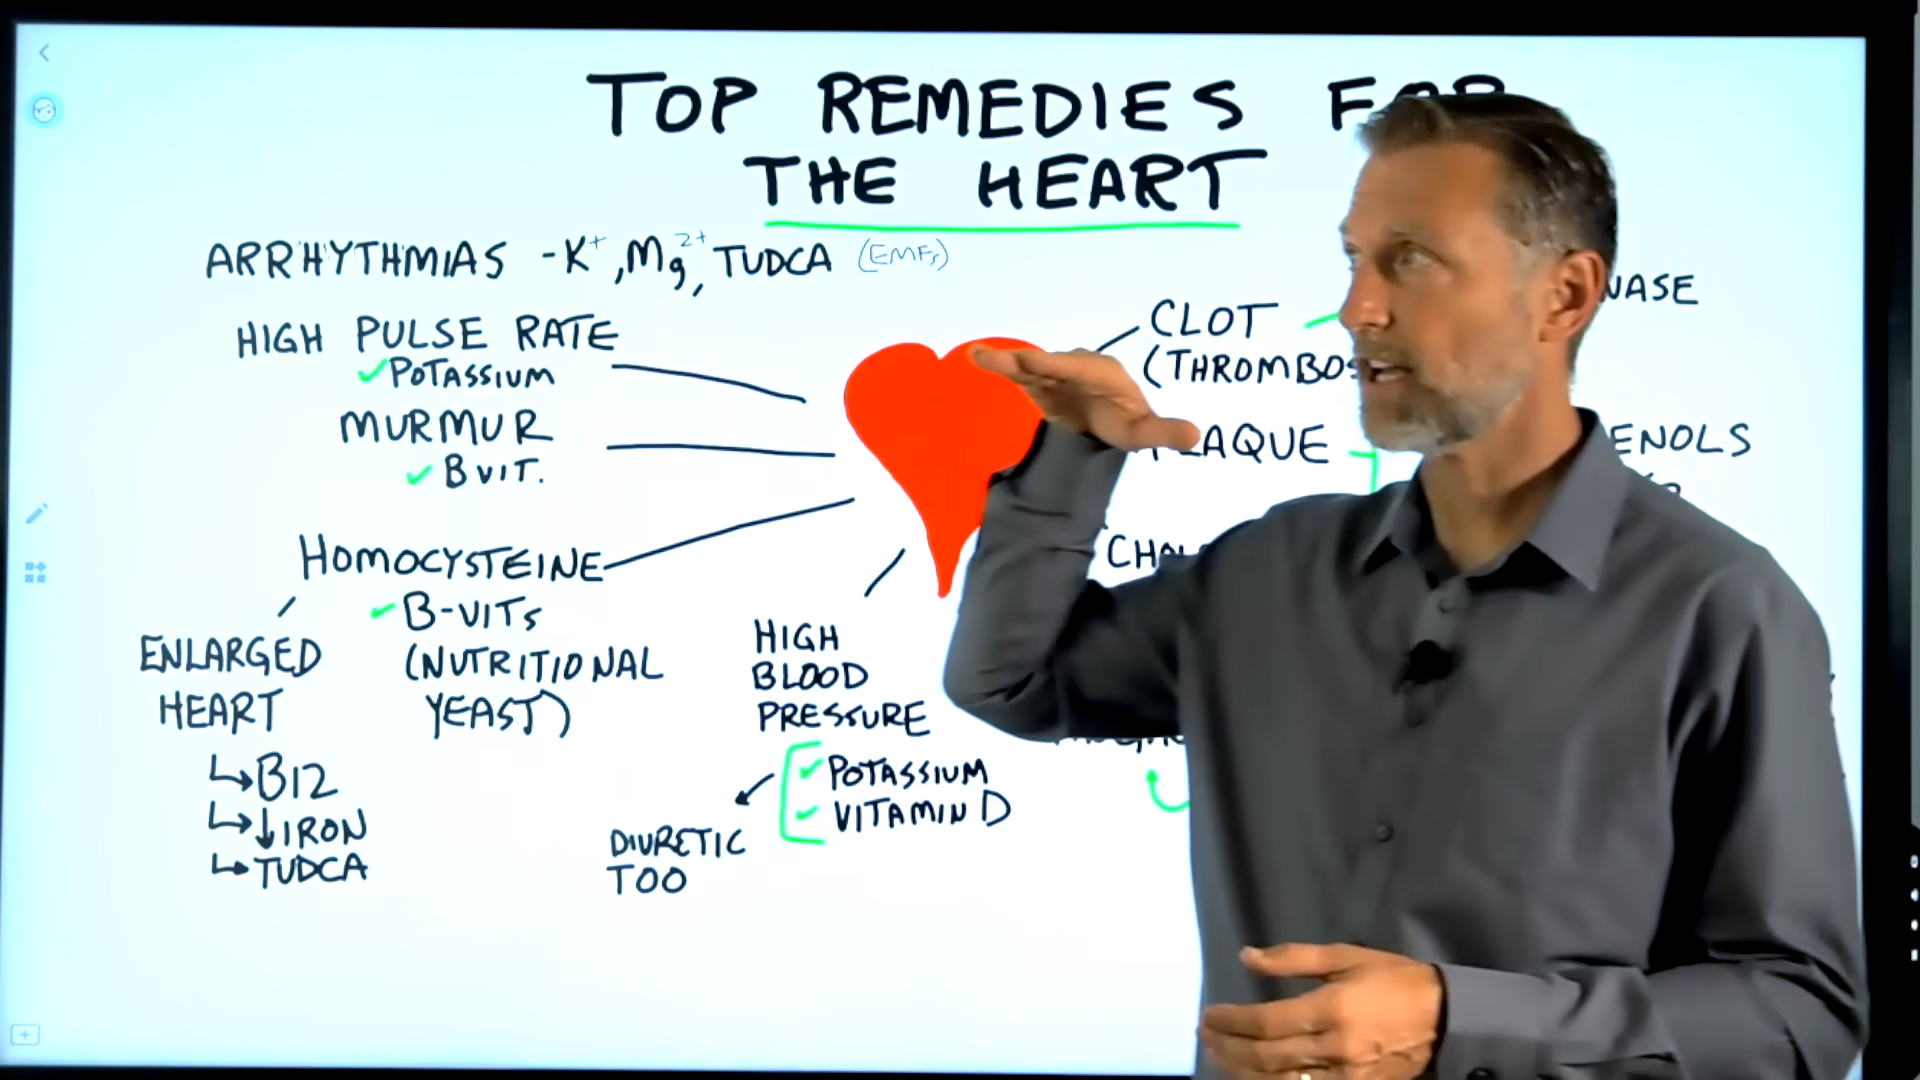 TOP REMEDIES FOR
THE HEART
ARRHYTHMIAS - K⁺, Mg²⁺, TUDCA (EMFs)
HIGH PULSE RATE
✓ POTASSIUM
MURMUR
✓ B VIT.
HOMOCYSTEINE
✓ B-VITs
(NUTRITIONAL
YEAST)
ENLARGED
HEART
↳ B12
↳ ↓IRON
↳ TUDCA
HIGH
BLOOD
PRESSURE
✓ POTASSIUM
✓ VITAMIN D
DIURETIC
TOO
CLOT